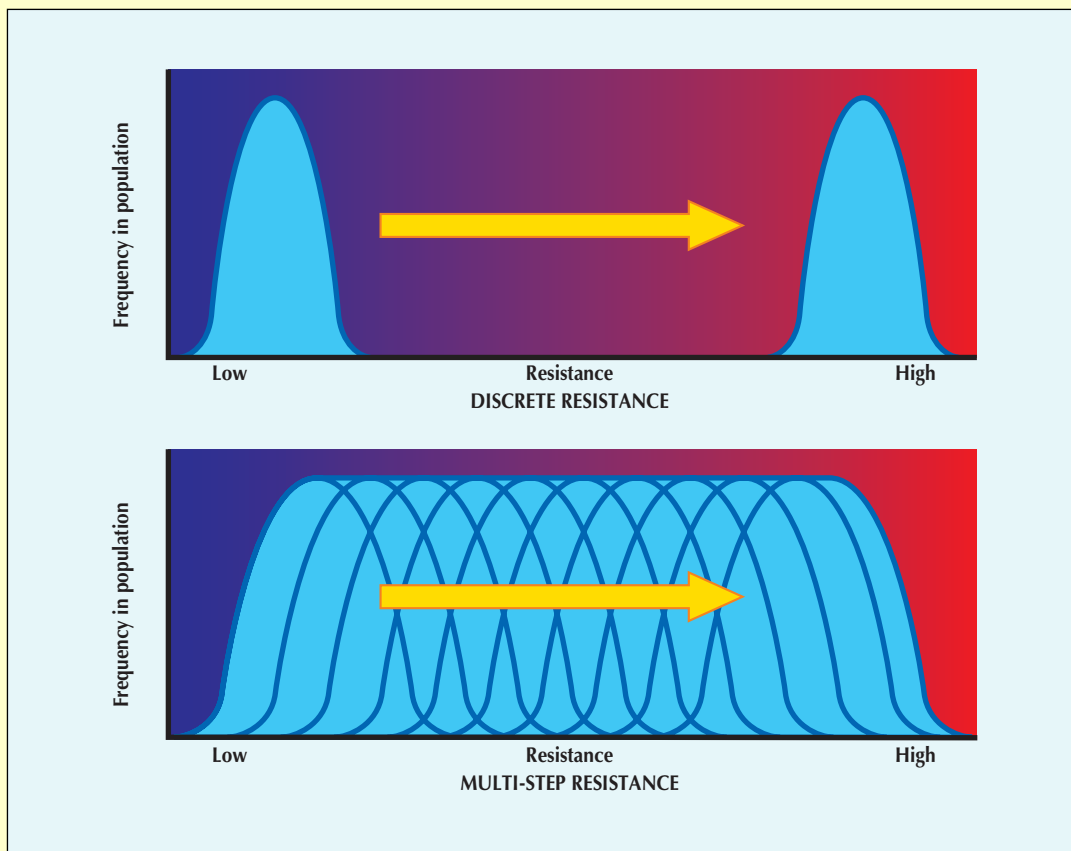 Frequency in population
Low Resistance High
DISCRETE RESISTANCE
Frequency in population
Low Resistance High
MULTI-STEP RESISTANCE